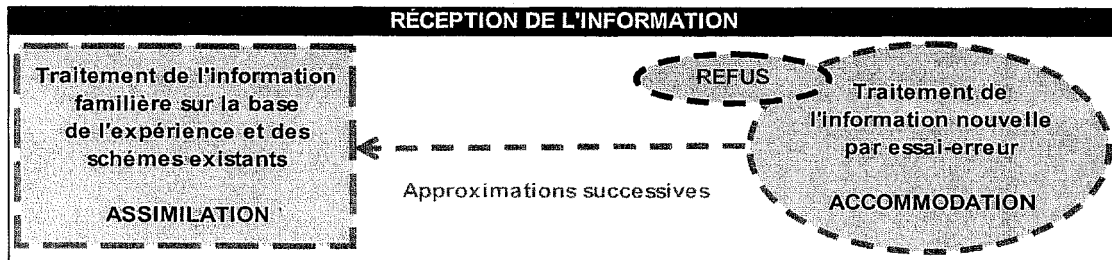 RÉCEPTION DE L'INFORMATION
Traitement de l'information
familière sur la base
de l'expérience et des
schémes existants
ASSIMILATION
Approximations successives
REFUS
Traitement de
l'information nouvelle
par essai-erreur
ACCOMMODATION